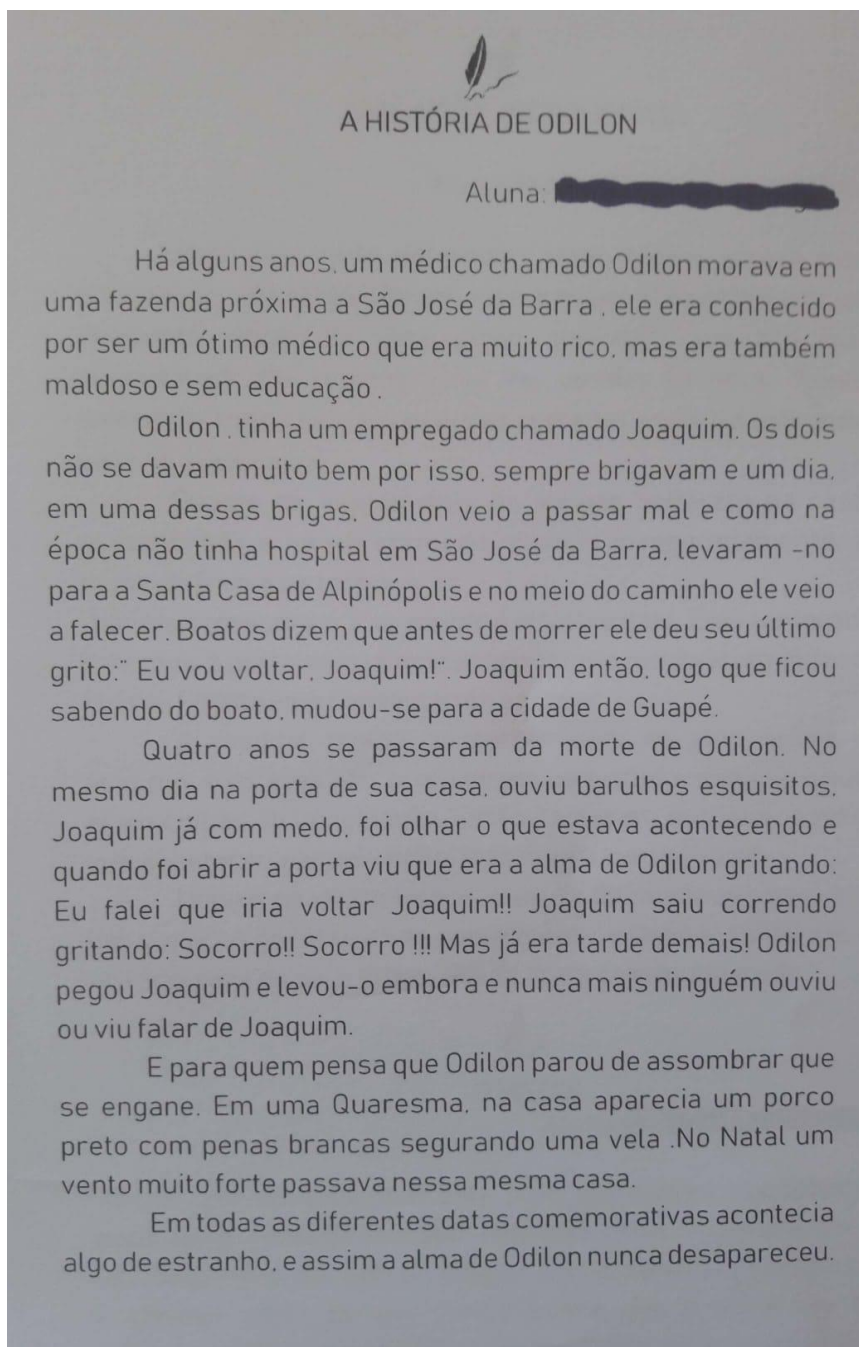 A HISTÓRIA DE ODILON
Aluna:
Há alguns anos, um médico chamado Odilon morava em
uma fazenda próxima a São José da Barra , ele era conhecido
por ser um ótimo médico que era muito rico, mas era também
maldoso e sem educação .
Odilon , tinha um empregado chamado Joaquim. Os dois
não se davam muito bem por isso, sempre brigavam e um dia,
em uma dessas brigas, Odilon veio a passar mal e como na
época não tinha hospital em São José da Barra, levaram -no
para a Santa Casa de Alpinópolis e no meio do caminho ele veio
a falecer. Boatos dizem que antes de morrer ele deu seu último
grito:¨ Eu vou voltar, Joaquim!¨. Joaquim então, logo que ficou
sabendo do boato, mudou-se para a cidade de Guapé.
Quatro anos se passaram da morte de Odilon. No
mesmo dia na porta de sua casa, ouviu barulhos esquisitos,
Joaquim já com medo, foi olhar o que estava acontecendo e
quando foi abrir a porta viu que era a alma de Odilon gritando:
Eu falei que iria voltar Joaquim!! Joaquim saiu correndo
gritando: Socorro!! Socorro !!! Mas já era tarde demais! Odilon
pegou Joaquim e levou-o embora e nunca mais ninguém ouviu
ou viu falar de Joaquim.
E para quem pensa que Odilon parou de assombrar que
se engane. Em uma Quaresma, na casa aparecia um porco
preto com penas brancas segurando uma vela .No Natal um
vento muito forte passava nessa mesma casa.
Em todas as diferentes datas comemorativas acontecia
algo de estranho, e assim a alma de Odilon nunca desapareceu.